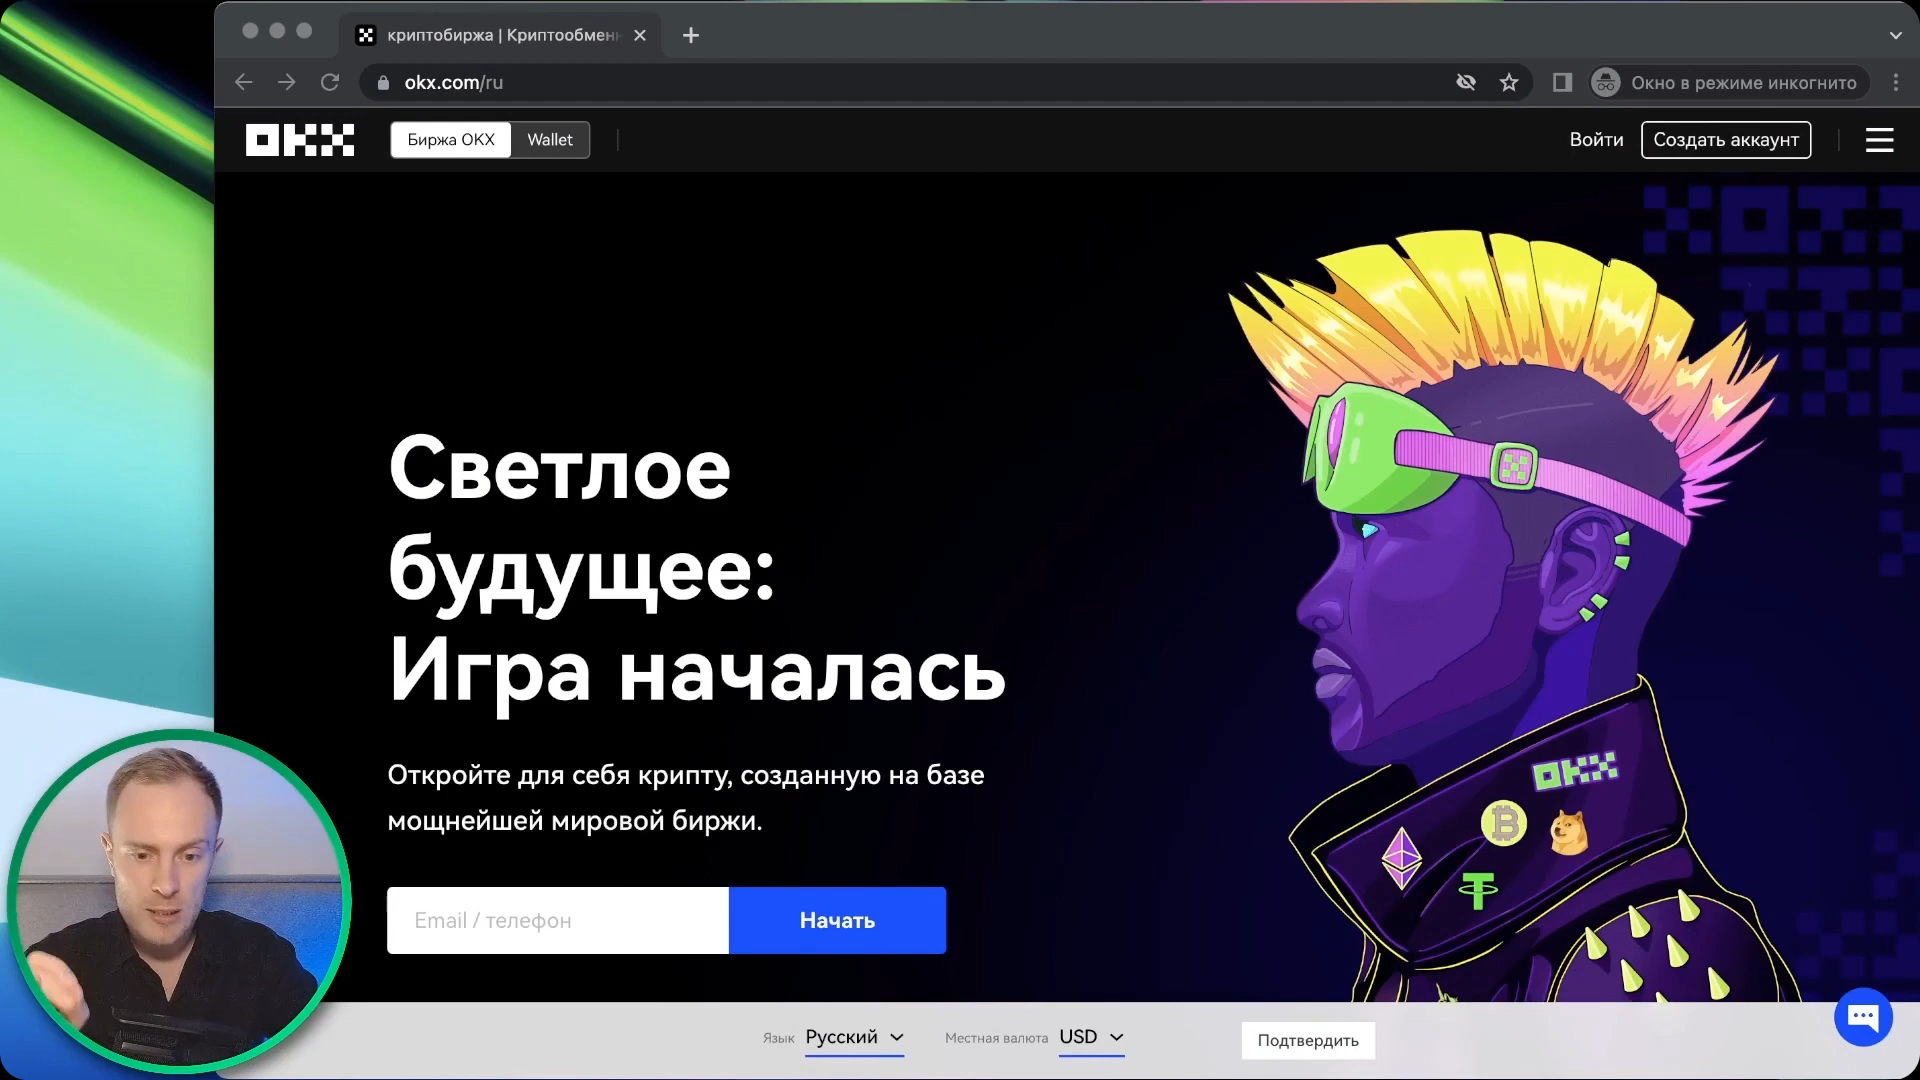 криптобиржа | Криптообмен
okx.com/ru
Окно в режиме инкогнито
OKX
Биржа OKX
Wallet
Войти
Создать аккаунт
Светлое
будущее:
Игра началась
Откройте для себя крипту, созданную на базе
мощнейшей мировой биржи.
Email / телефон
Начать
OKX
Язык
Русский
Местная валюта
USD
Подтвердить